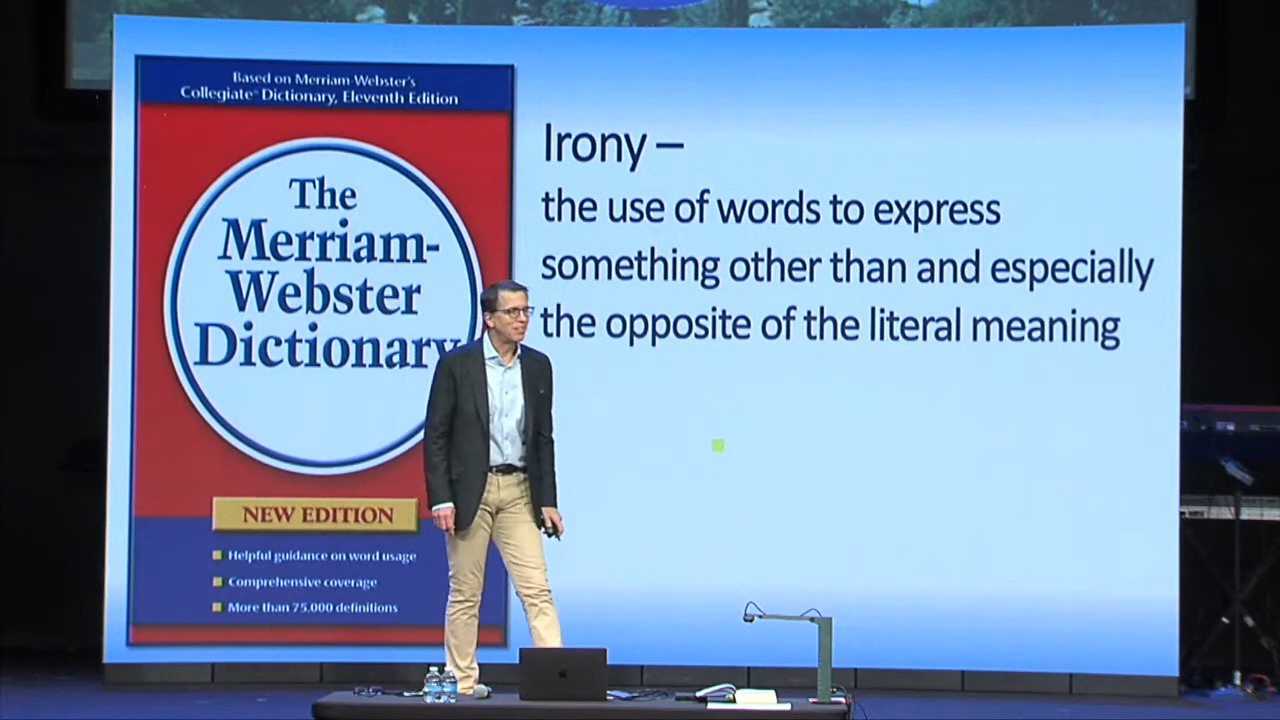 Based on Merriam-Webster's
Collegiate® Dictionary, Eleventh Edition
The
Merriam-
Webster
Dictionary
NEW EDITION
Helpful guidance on word usage
Comprehensive coverage
More than 75,000 definitions
Irony –
the use of words to express
something other than and especially
the opposite of the literal meaning